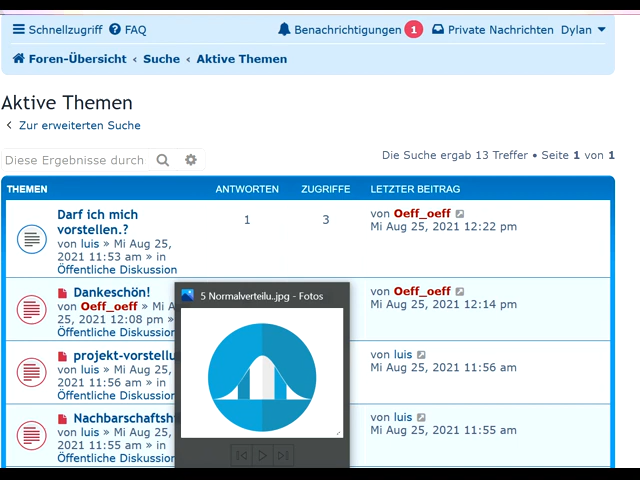 Schnellzugriff FAQ Benachrichtigungen 1 Private Nachrichten Dylan
Foren-Übersicht ‹ Suche ‹ Aktive Themen
Aktive Themen
‹ Zur erweiterten Suche
Diese Ergebnisse durch
Die Suche ergab 13 Treffer • Seite 1 von 1
THEMEN ANTWORTEN ZUGRIFFE LETZTER BEITRAG
Darf ich mich
vorstellen.?
von luis » Mi Aug 25,
2021 11:53 am » in
Öffentliche Diskussion
1
3
von Oeff_oeff
Mi Aug 25, 2021 12:22 pm
Dankeschön!
von Oeff_oeff » Mi A
25, 2021 12:08 pm »
Öffentliche Diskussion
von Oeff_oeff
Mi Aug 25, 2021 12:14 pm
5 Normalverteilu..jpg - Fotos
projekt-vorstellu
von luis » Mi Aug 25,
2021 11:56 am » in
Öffentliche Diskussion
von luis
Mi Aug 25, 2021 11:56 am
Nachbarschaftsh
von luis » Mi Aug 25,
2021 11:55 am » in
Öffentliche Diskussion
von luis
Mi Aug 25, 2021 11:55 am